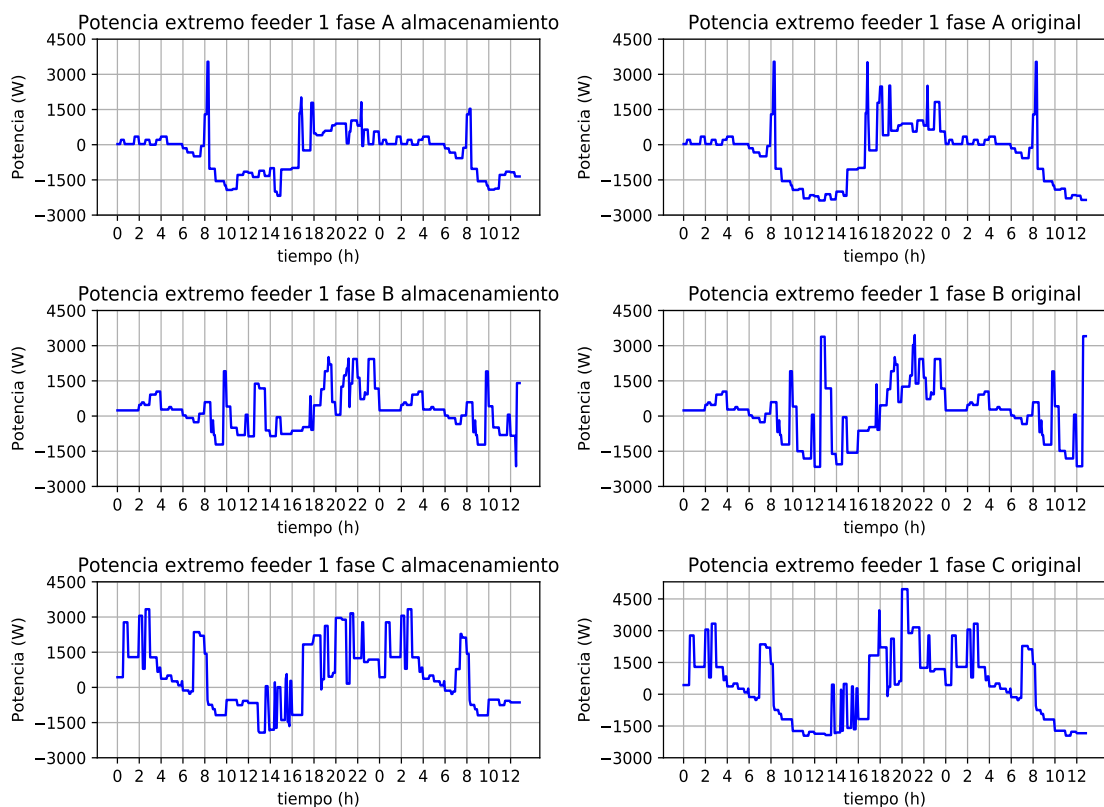 Potencia extremo feeder 1 fase A almacenamiento
Potencia (W)
4500
3000
1500
0
−1500
−3000
0 2 4 6 8 10 12 14 16 18 20 22 0 2 4 6 8 10 12
tiempo (h)
Potencia extremo feeder 1 fase A original
Potencia (W)
4500
3000
1500
0
−1500
−3000
0 2 4 6 8 10 12 14 16 18 20 22 0 2 4 6 8 10 12
tiempo (h)
Potencia extremo feeder 1 fase B almacenamiento
Potencia (W)
4500
3000
1500
0
−1500
−3000
0 2 4 6 8 10 12 14 16 18 20 22 0 2 4 6 8 10 12
tiempo (h)
Potencia extremo feeder 1 fase B original
Potencia (W)
4500
3000
1500
0
−1500
−3000
0 2 4 6 8 10 12 14 16 18 20 22 0 2 4 6 8 10 12
tiempo (h)
Potencia extremo feeder 1 fase C almacenamiento
Potencia (W)
4500
3000
1500
0
−1500
−3000
0 2 4 6 8 10 12 14 16 18 20 22 0 2 4 6 8 10 12
tiempo (h)
Potencia extremo feeder 1 fase C original
Potencia (W)
4500
3000
1500
0
−1500
−3000
0 2 4 6 8 10 12 14 16 18 20 22 0 2 4 6 8 10 12
tiempo (h)